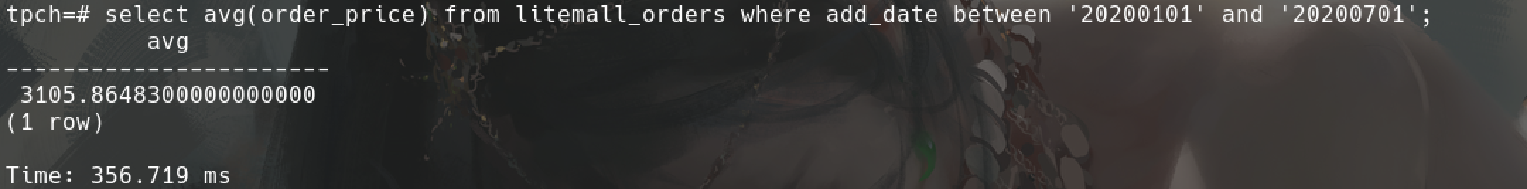 tpch=# select avg(order_price) from litemall_orders where add_date between '20200101' and '20200701';
avg
-----------------------
3105.8648300000000000
(1 row)
Time: 356.719 ms